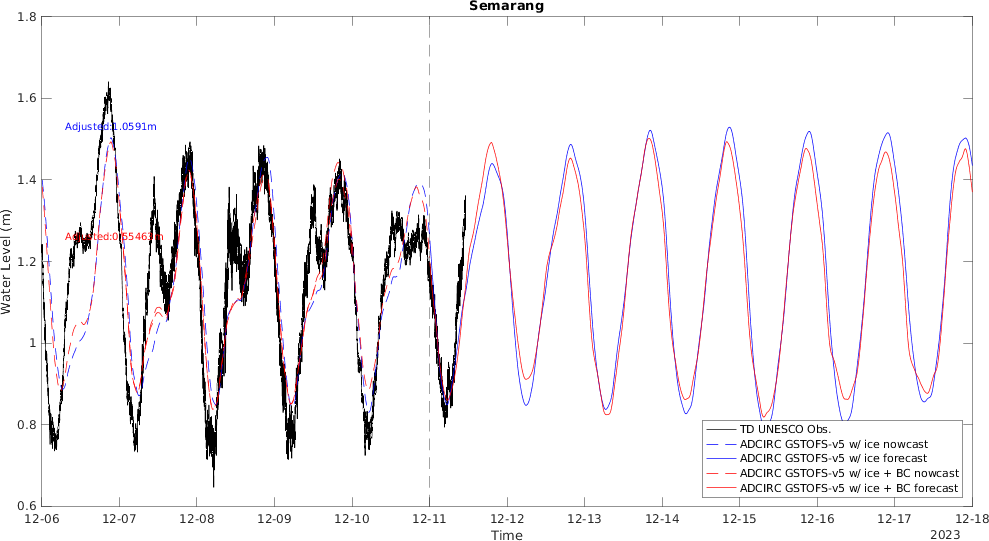 Semarang
1.8
1.6
1.4
1.2
1
0.8
0.6
Water Level (m)
Adjusted:1.0591m
Adjusted:0.65463m
TD UNESCO Obs.
ADCIRC GSTOFS-v5 w/ ice nowcast
ADCIRC GSTOFS-v5 w/ ice forecast
ADCIRC GSTOFS-v5 w/ ice + BC nowcast
ADCIRC GSTOFS-v5 w/ ice + BC forecast
12-06 12-07 12-08 12-09 12-10 12-11 12-12 12-13 12-14 12-15 12-16 12-17 12-18
Time
2023